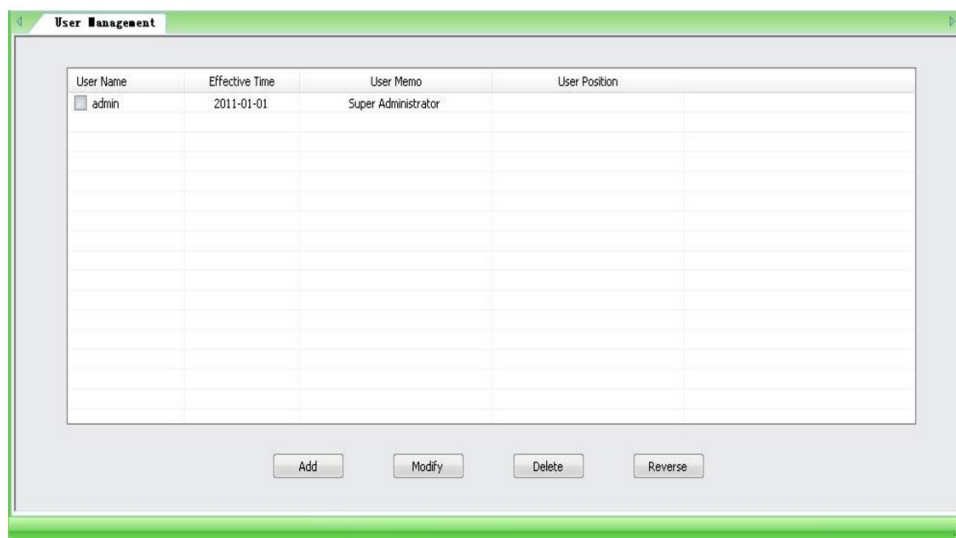 User Management
User Name Effective Time User Memo User Position
admin 2011-01-01 Super Administrator
Add Modify Delete Reverse